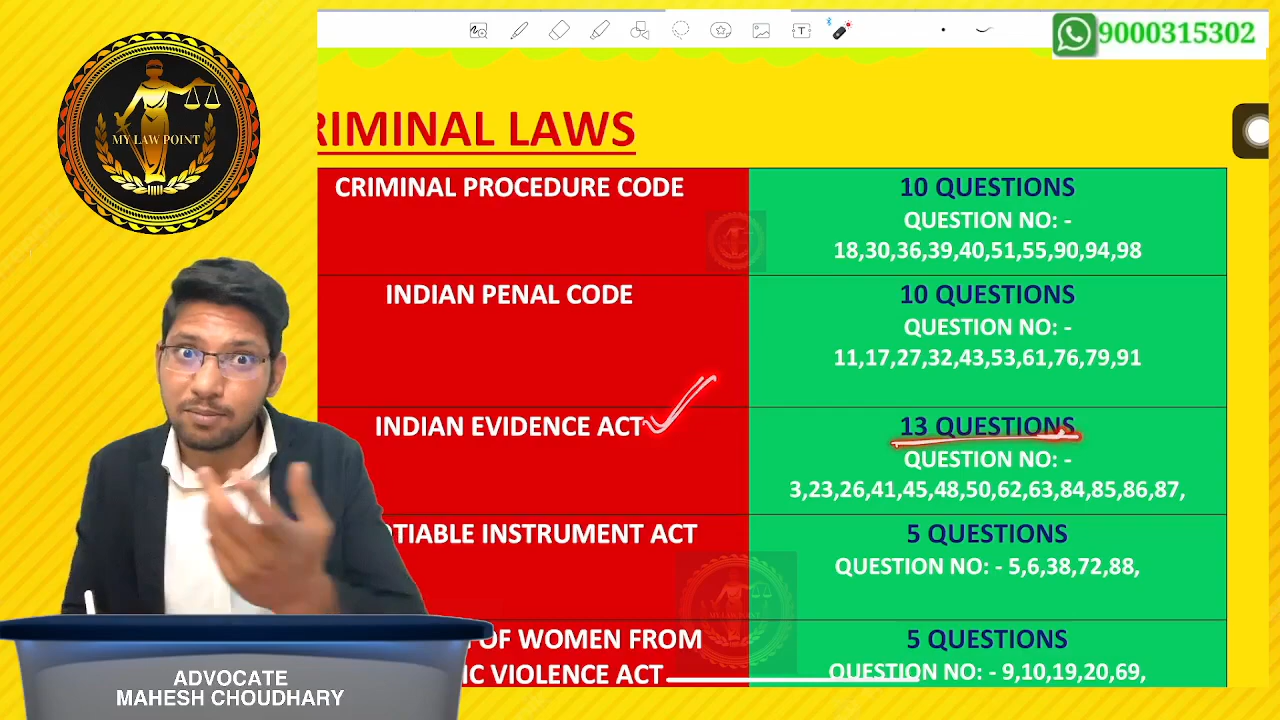 9000315302
MY LAW POINT
RIMINAL LAWS
CRIMINAL PROCEDURE CODE
10 QUESTIONS
QUESTION NO: -
18,30,36,39,40,51,55,90,94,98
INDIAN PENAL CODE
10 QUESTIONS
QUESTION NO: -
11,17,27,32,43,53,61,76,79,91
INDIAN EVIDENCE ACT
13 QUESTIONS
QUESTION NO: -
3,23,26,41,45,48,50,62,63,84,85,86,87,
TIABLE INSTRUMENT ACT
5 QUESTIONS
QUESTION NO: - 5,6,38,72,88,
OF WOMEN FROM
IC VIOLENCE ACT
5 QUESTIONS
QUESTION NO: - 9,10,19,20,69,
MY LAW POINT
ADVOCATE
MAHESH CHOUDHARY